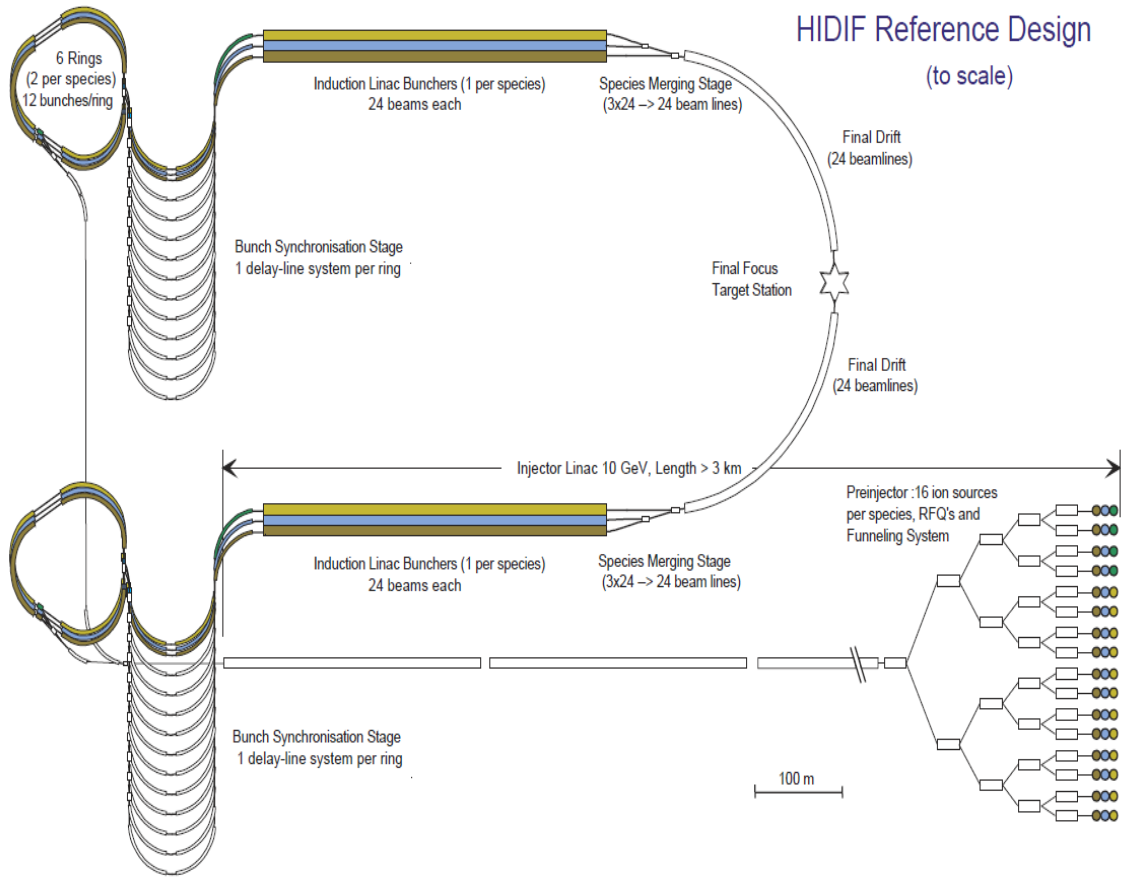 HIDIF Reference Design
(to scale)
6 Rings
(2 per species)
12 bunches/ring
Induction Linac Bunchers (1 per species)
24 beams each
Species Merging Stage
(3x24 –> 24 beam lines)
Final Drift
(24 beamlines)
Bunch Synchronisation Stage
1 delay-line system per ring
Final Focus
Target Station
Final Drift
(24 beamlines)
Injector Linac 10 GeV, Length > 3 km
Preinjector :16 ion sources
per species, RFQ's and
Funneling System
Induction Linac Bunchers (1 per species)
24 beams each
Species Merging Stage
(3x24 –> 24 beam lines)
Bunch Synchronisation Stage
1 delay-line system per ring
100 m